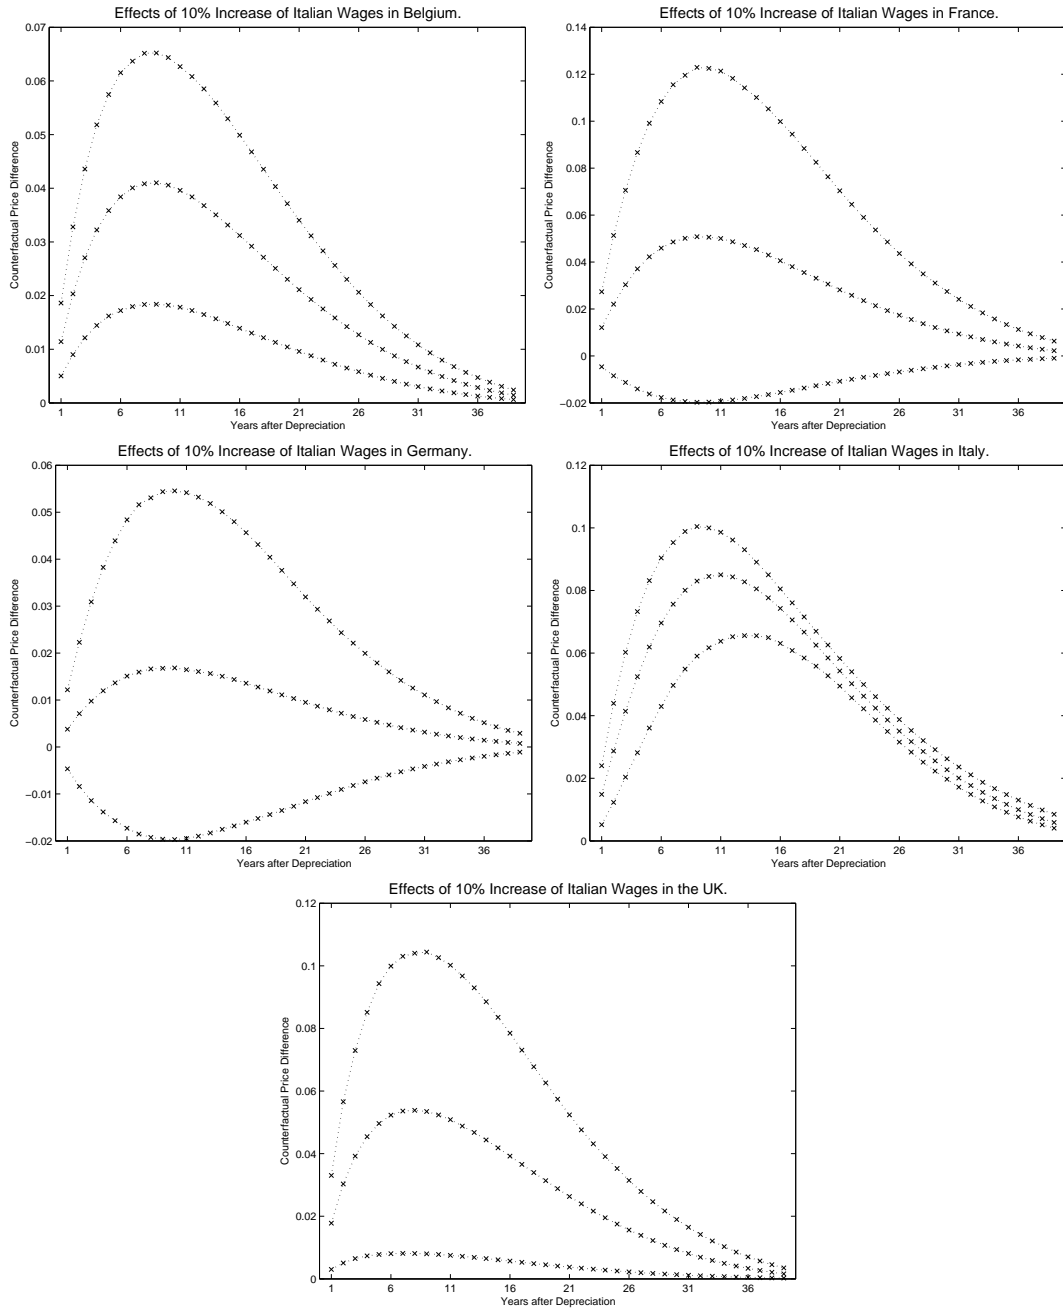 Effects of 10% Increase of Italian Wages in Belgium.
0.07
0.06
0.05
0.04
0.03
0.02
0.01
0
Counterfactual Price Difference
1 6 11 16 21 26 31 36
Years after Depreciation
Effects of 10% Increase of Italian Wages in France.
0.14
0.12
0.1
0.08
0.06
0.04
0.02
0
−0.02
Counterfactual Price Difference
1 6 11 16 21 26 31 36
Years after Depreciation
Effects of 10% Increase of Italian Wages in Germany.
0.06
0.05
0.04
0.03
0.02
0.01
0
−0.01
−0.02
Counterfactual Price Difference
1 6 11 16 21 26 31 36
Years after Depreciation
Effects of 10% Increase of Italian Wages in Italy.
0.12
0.1
0.08
0.06
0.04
0.02
0
Counterfactual Price Difference
1 6 11 16 21 26 31 36
Years after Depreciation
Effects of 10% Increase of Italian Wages in the UK.
0.12
0.1
0.08
0.06
0.04
0.02
0
Counterfactual Price Difference
1 6 11 16 21 26 31 36
Years after Depreciation